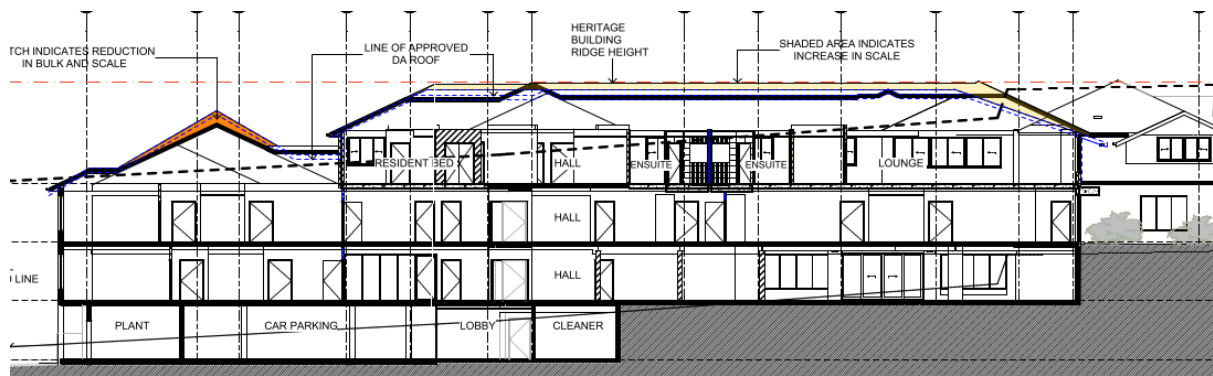 HERITAGE
BUILDING
RIDGE HEIGHT
TCH INDICATES REDUCTION
IN BULK AND SCALE
LINE OF APPROVED
DA ROOF
SHADED AREA INDICATES
INCREASE IN SCALE
RESIDENT BED
HALL
ENSUITE
ENSUITE
LOUNGE
HALL
HALL
LINE
PLANT
CAR PARKING
LOBBY
CLEANER